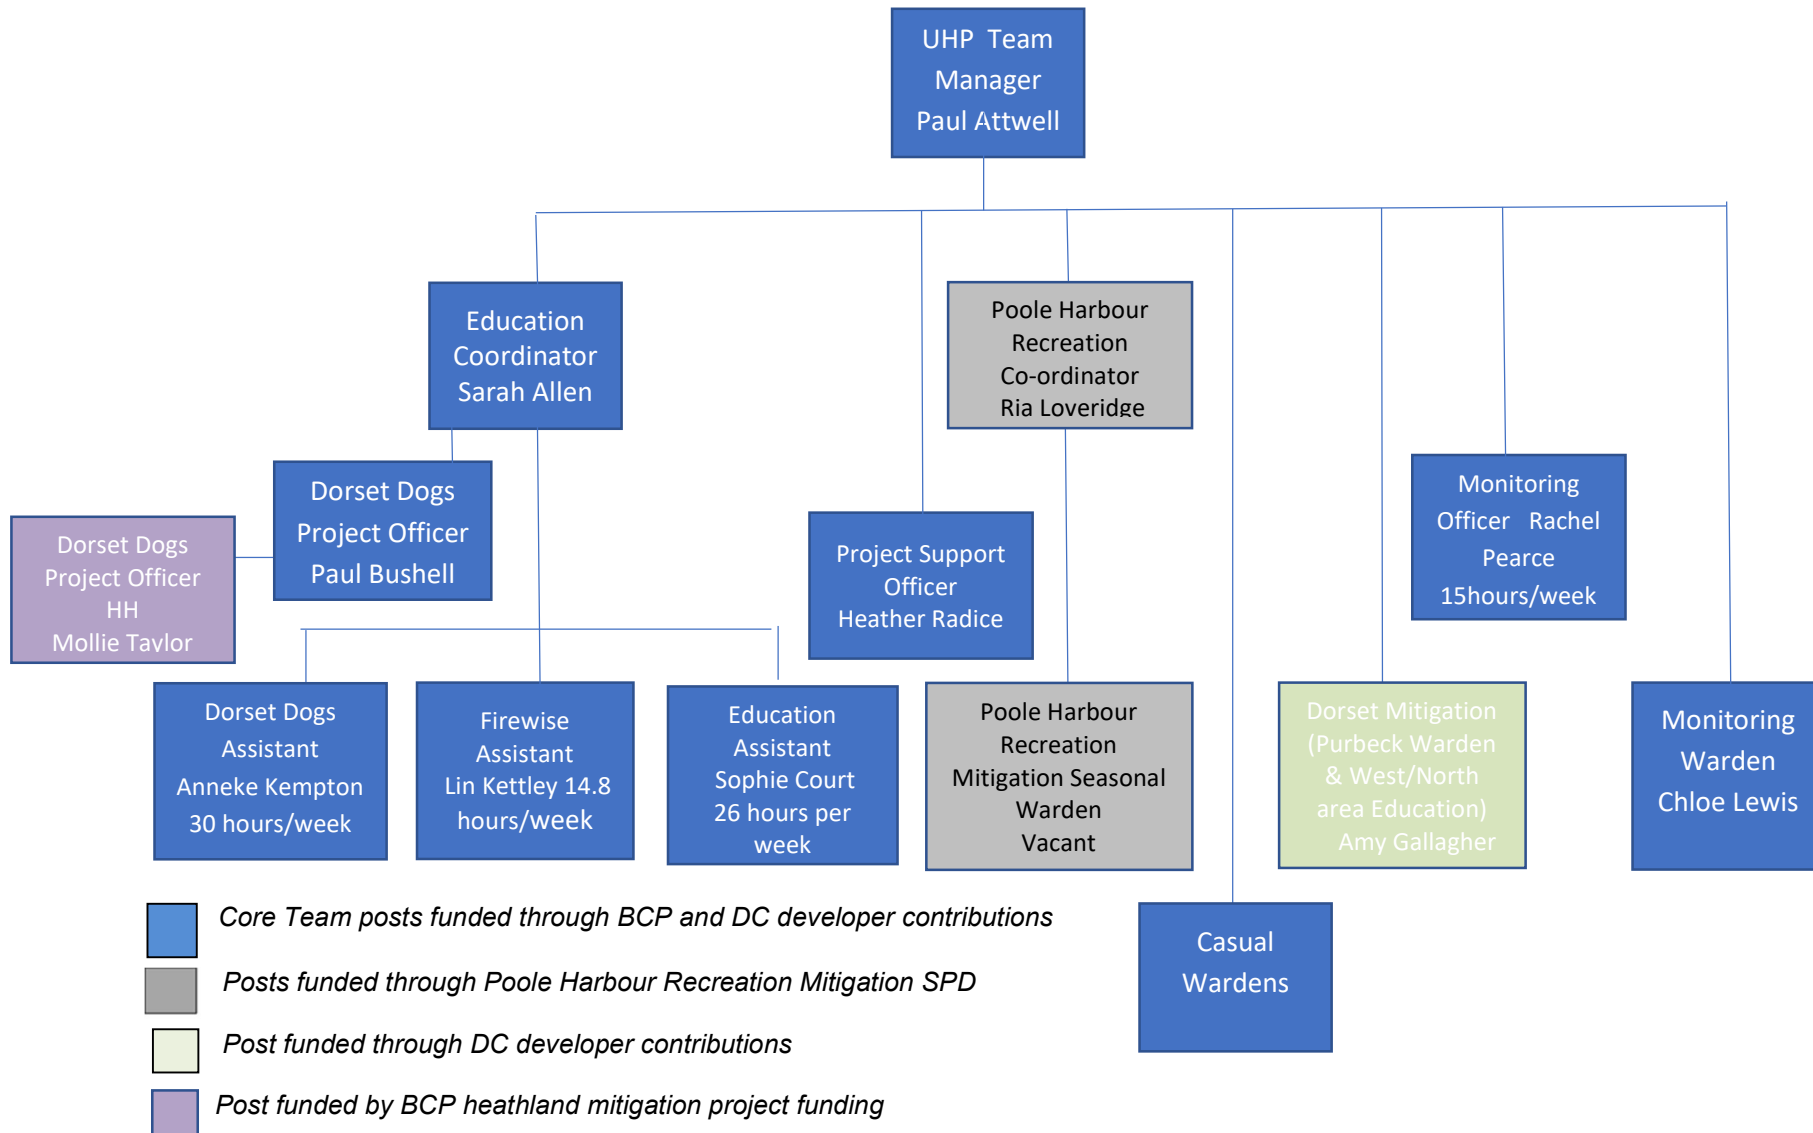 UHP Team
Manager
Paul Attwell
Education
Coordinator
Sarah Allen
Poole Harbour
Recreation
Co-ordinator
Ria Loveridge
Dorset Dogs
Project Officer
Paul Bushell
Monitoring
Officer Rachel
Pearce
15hours/week
Dorset Dogs
Project Officer
HH
Mollie Taylor
Project Support
Officer
Heather Radice
Dorset Dogs
Assistant
Anneke Kempton
30 hours/week
Firewise
Assistant
Lin Kettley 14.8
hours/week
Education
Assistant
Sophie Court
26 hours per
week
Poole Harbour
Recreation
Mitigation Seasonal
Warden
Vacant
Dorset Mitigation
(Purbeck Warden
& West/North
area Education)
Amy Gallagher
Monitoring
Warden
Chloe Lewis
Casual
Wardens
Core Team posts funded through BCP and DC developer contributions
Posts funded through Poole Harbour Recreation Mitigation SPD
Post funded through DC developer contributions
Post funded by BCP heathland mitigation project funding